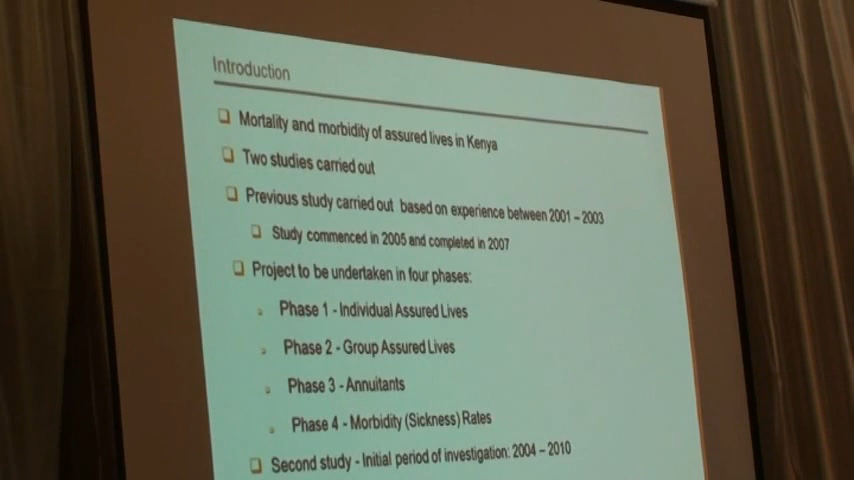 Introduction
Mortality and morbidity of assured lives in Kenya
Two studies carried out
Previous study carried out based on experience between 2001 – 2003
Study commenced in 2005 and completed in 2007
Project to be undertaken in four phases:
Phase 1 - Individual Assured Lives
Phase 2 - Group Assured Lives
Phase 3 - Annuitants
Phase 4 - Morbidity (Sickness) Rates
Second study - Initial period of investigation: 2004 – 2010